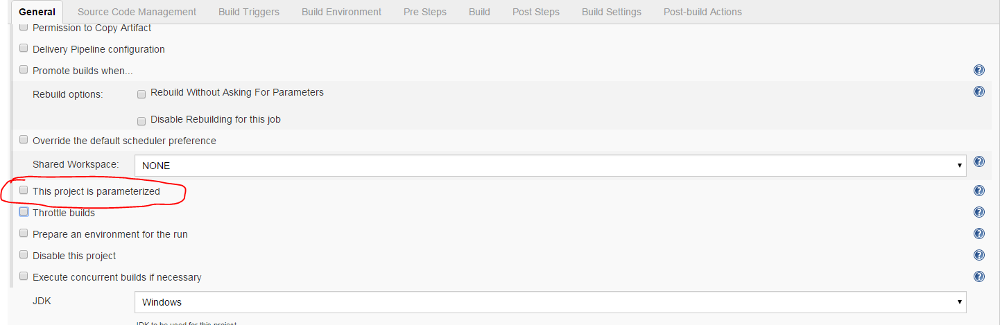 General Source Code Management Build Triggers Build Environment Pre Steps Build Post Steps Build Settings Post-build Actions
Permission to Copy Artifact
Delivery Pipeline configuration
Promote builds when...
Rebuild options: Rebuild Without Asking For Parameters
Disable Rebuilding for this job
Override the default scheduler preference
Shared Workspace: NONE
This project is parameterized
Throttle builds
Prepare an environment for the run
Disable this project
Execute concurrent builds if necessary
JDK Windows
JDK to be used for this project